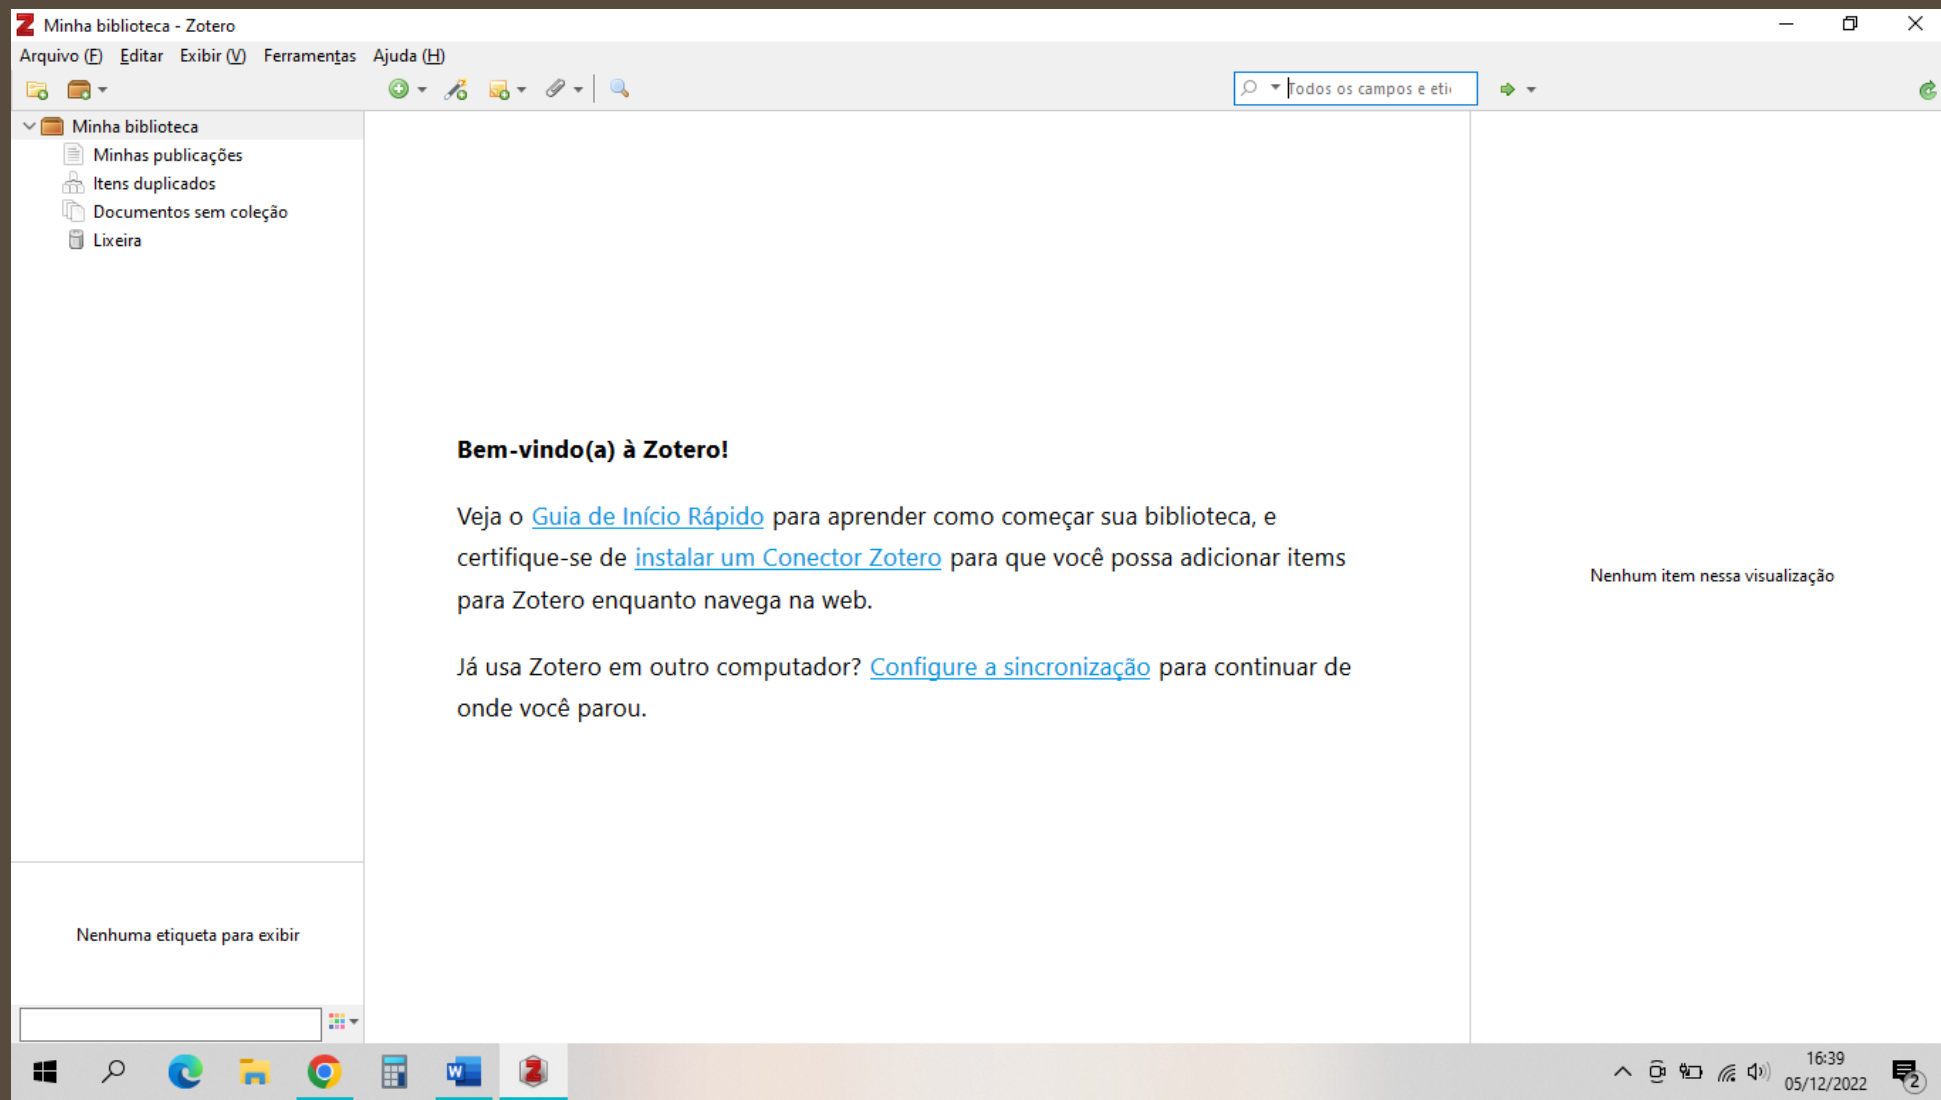 Minha biblioteca - Zotero
Arquivo (F) Editar Exibir (V) Ferramentas Ajuda (H)
Todos os campos e eti
Minha biblioteca
Minhas publicações
Itens duplicados
Documentos sem coleção
Lixeira
Bem-vindo(a) à Zotero!
Veja o Guia de Início Rápido para aprender como começar sua biblioteca, e
certifique-se de instalar um Conector Zotero para que você possa adicionar items
para Zotero enquanto navega na web.
Já usa Zotero em outro computador? Configure a sincronização para continuar de
onde você parou.
Nenhum item nessa visualização
Nenhuma etiqueta para exibir
16:39
05/12/2022
2